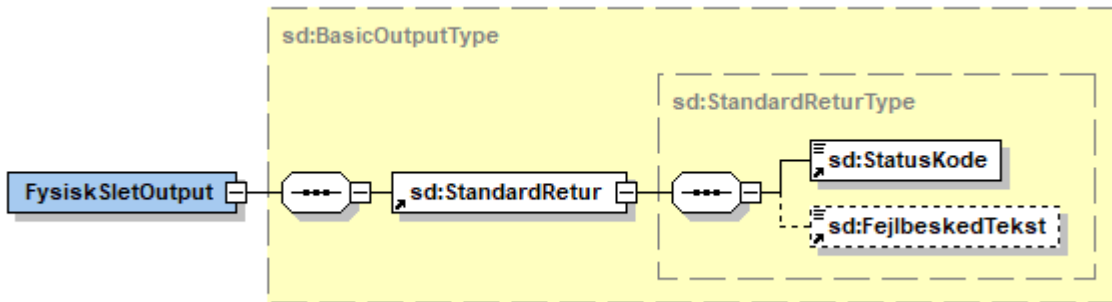 sd:BasicOutputType
sd:StandardReturType
sd:StatusKode
FysiskSletOutput
sd:StandardRetur
sd:FejlbeskedTekst